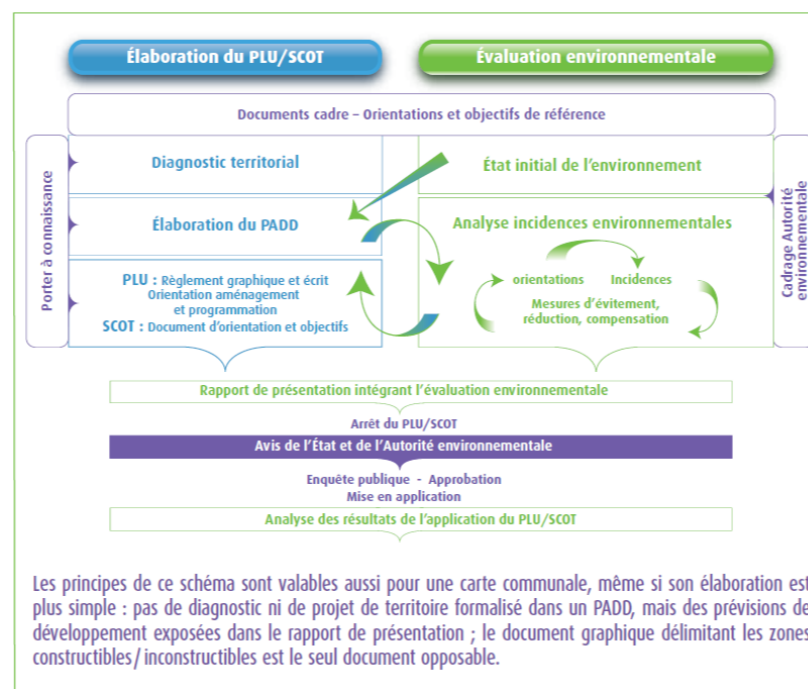 Élaboration du PLU/SCOT
Évaluation environnementale
Documents cadre – Orientations et objectifs de référence
Porter à connaissance
Diagnostic territorial
État initial de l'environnement
Cadrage Autorité
environnementale
Élaboration du PADD
Analyse incidences environnementales
PLU : Règlement graphique et écrit
Orientation aménagement
et programmation
SCOT : Document d'orientation et objectifs
orientations
Incidences
Mesures d'évitement,
réduction, compensation
Rapport de présentation intégrant l'évaluation environnementale
Arrêt du PLU/SCOT
Avis de l'État et de l'Autorité environnementale
Enquête publique - Approbation
Mise en application
Analyse des résultats de l'application du PLU/SCOT
Les principes de ce schéma sont valables aussi pour une carte communale, même si son élaboration est
plus simple : pas de diagnostic ni de projet de territoire formalisé dans un PADD, mais des prévisions de
développement exposées dans le rapport de présentation ; le document graphique délimitant les zones
constructibles/inconstructibles est le seul document opposable.